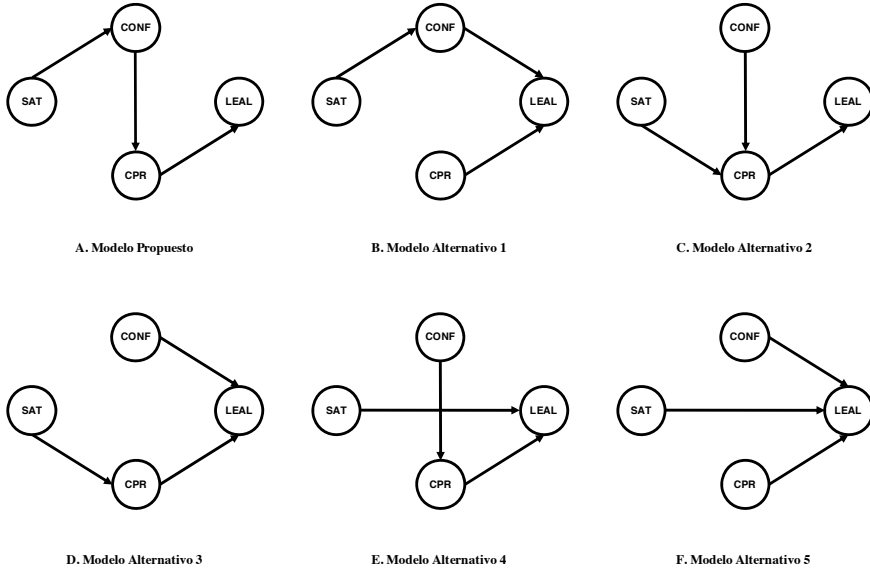 CONF
SAT
LEAL
CPR
A. Modelo Propuesto
CONF
SAT
LEAL
CPR
B. Modelo Alternativo 1
CONF
SAT
LEAL
CPR
C. Modelo Alternativo 2
CONF
SAT
LEAL
CPR
D. Modelo Alternativo 3
CONF
SAT
LEAL
CPR
E. Modelo Alternativo 4
CONF
SAT
LEAL
CPR
F. Modelo Alternativo 5